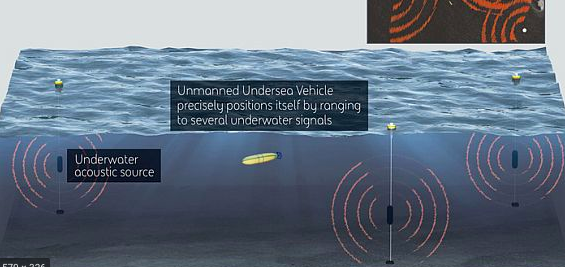 Unmanned Undersea Vehicle
precisely positions itself by ranging
to several underwater signals
Underwater
acoustic source